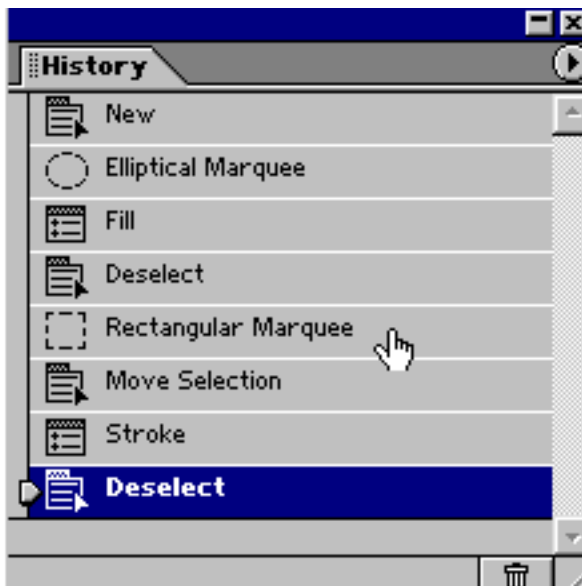 History
New
Elliptical Marquee
Fill
Deselect
Rectangular Marquee
Move Selection
Stroke
Deselect